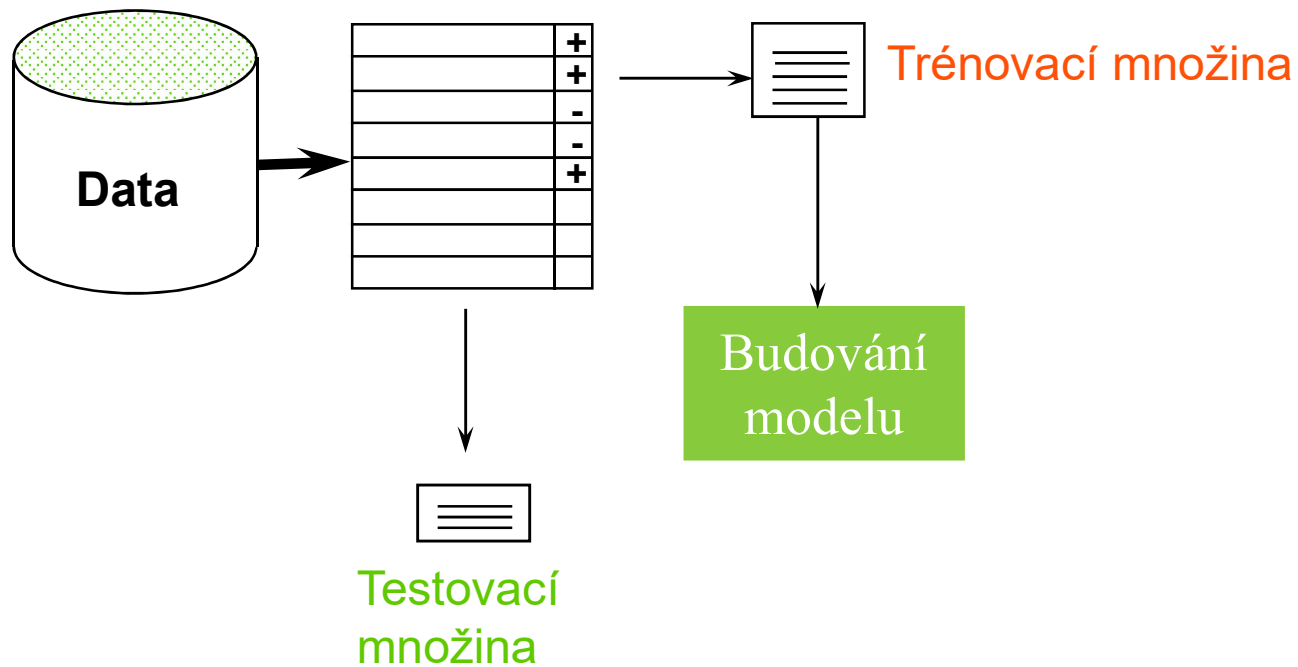 Data
+
+
-
-
+
Trénovací množina
Budování
modelu
Testovací
množina